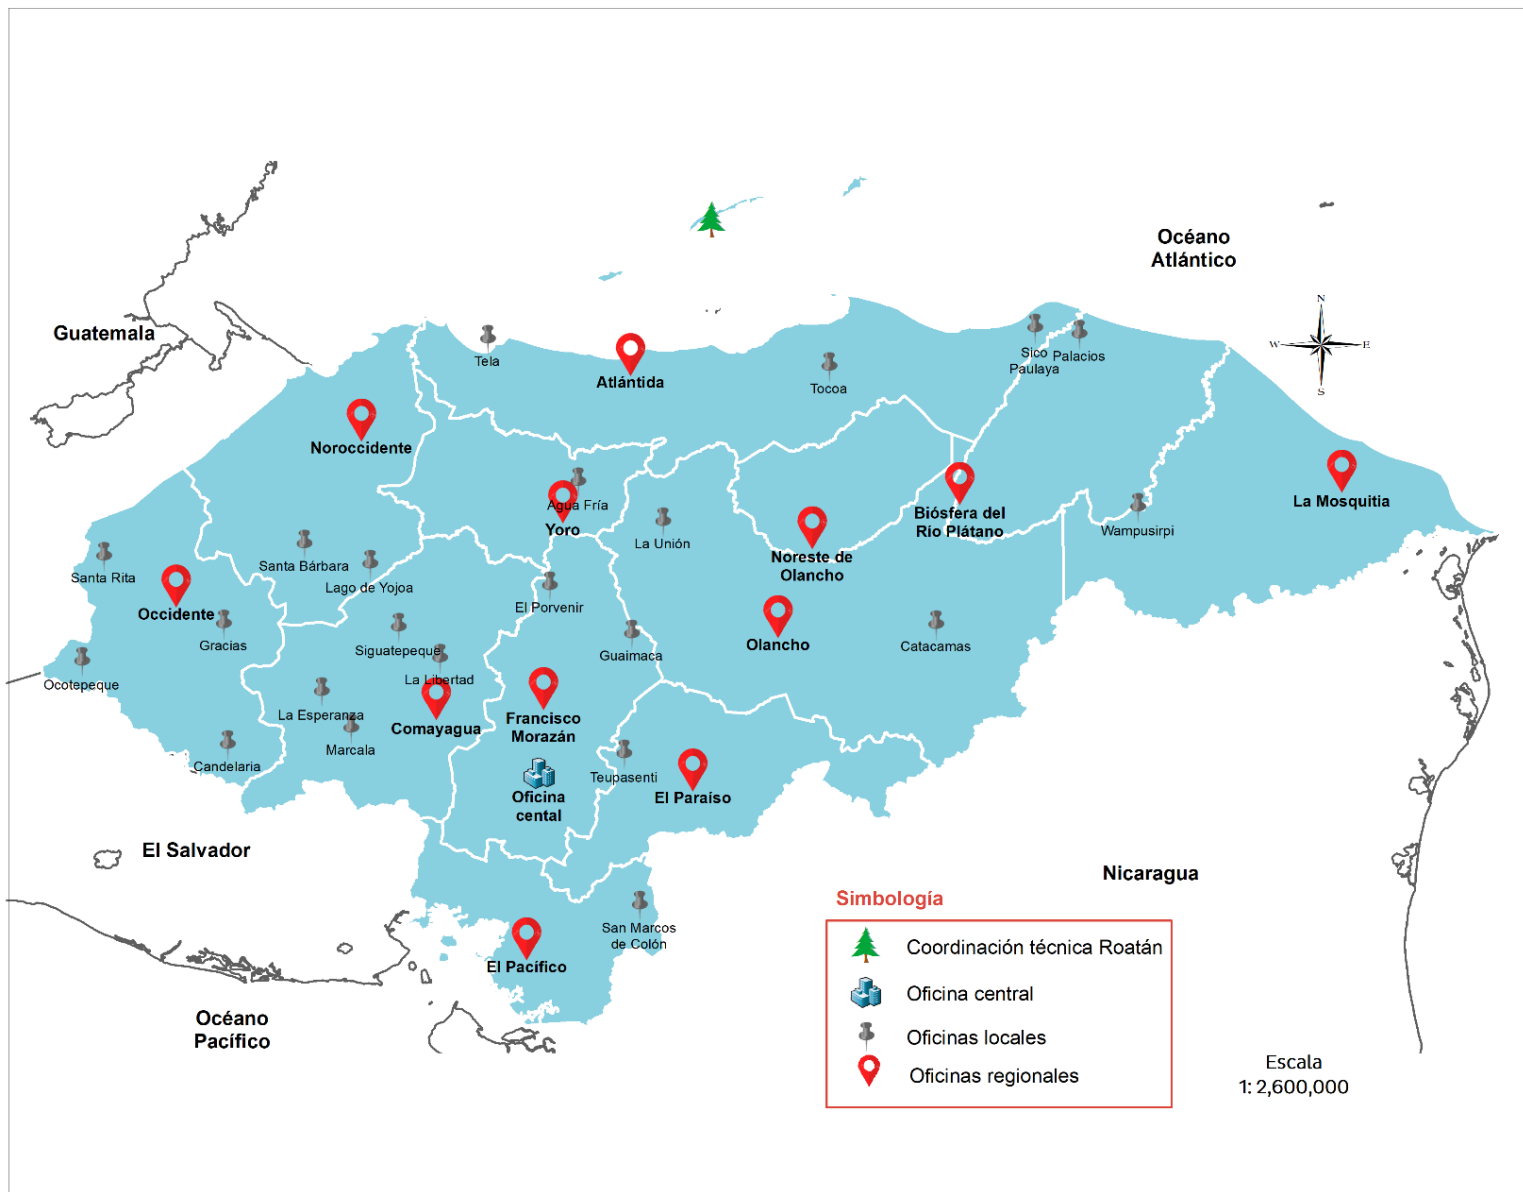 Océano
Atlántico
N
W
E
S
Guatemala
Tela
Atlántida
Tocoa
Sico
Paulaya
Palacios
Noroccidente
Agua Fría
Yoro
La Unión
Noreste de
Olancho
Biósfera del
Río Plátano
Wampusirpi
La Mosquitia
Santa Rita
Santa Bárbara
Lago de Yojoa
Occidente
Gracias
El Porvenir
Siguatepeque
Guaimaca
Olancho
Catacamas
Ocotepeque
La Libertad
La Esperanza
Marcala
Comayagua
Francisco
Morazán
Candelaria
Oficina
cental
Teupasenti
El Paraíso
El Salvador
Nicaragua
San Marcos
de Colón
El Pacífico
Océano
Pacífico
Simbología
Coordinación técnica Roatán
Oficina central
Oficinas locales
Oficinas regionales
Escala
1: 2,600,000